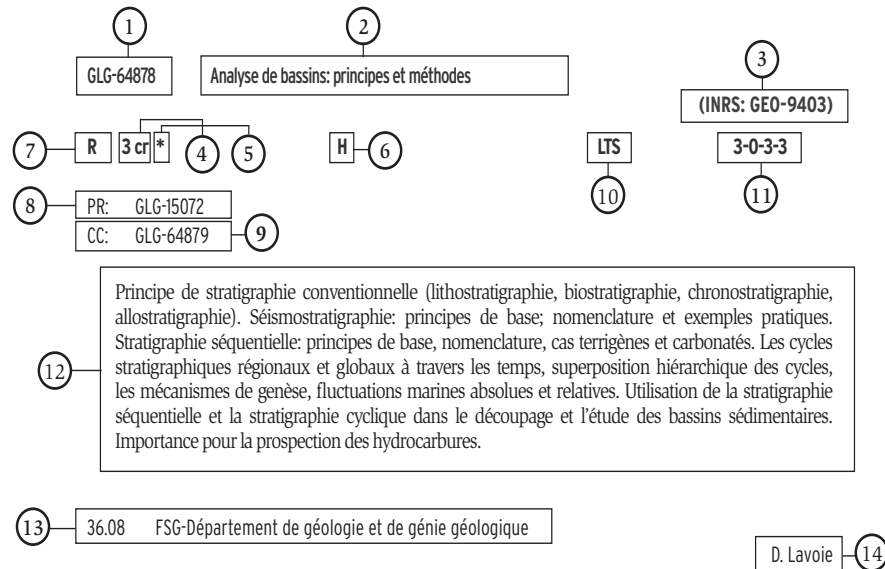 1
2
3
GLG-64878
Analyse de bassins: principes et méthodes
(INRS: GEO-9403)
7
R
3 cr
*
4
5
H
6
LTS
3-0-3-3
10
11
8
PR: GLG-15072
CC: GLG-64879
9
12
Principe de stratigraphie conventionnelle (lithostratigraphie, biostratigraphie, chronostratigraphie,
allostratigraphie). Séismostratigraphie: principes de base; nomenclature et exemples pratiques.
Stratigraphie séquentielle: principes de base, nomenclature, cas terrigènes et carbonatés. Les cycles
stratigraphiques régionaux et globaux à travers les temps, superposition hiérarchique des cycles,
les mécanismes de genèse, fluctuations marines absolues et relatives. Utilisation de la stratigraphie
séquentielle et la stratigraphie cyclique dans le découpage et l'étude des bassins sédimentaires.
Importance pour la prospection des hydrocarbures.
13
36.08 FSG-Département de géologie et de génie géologique
D. Lavoie
14